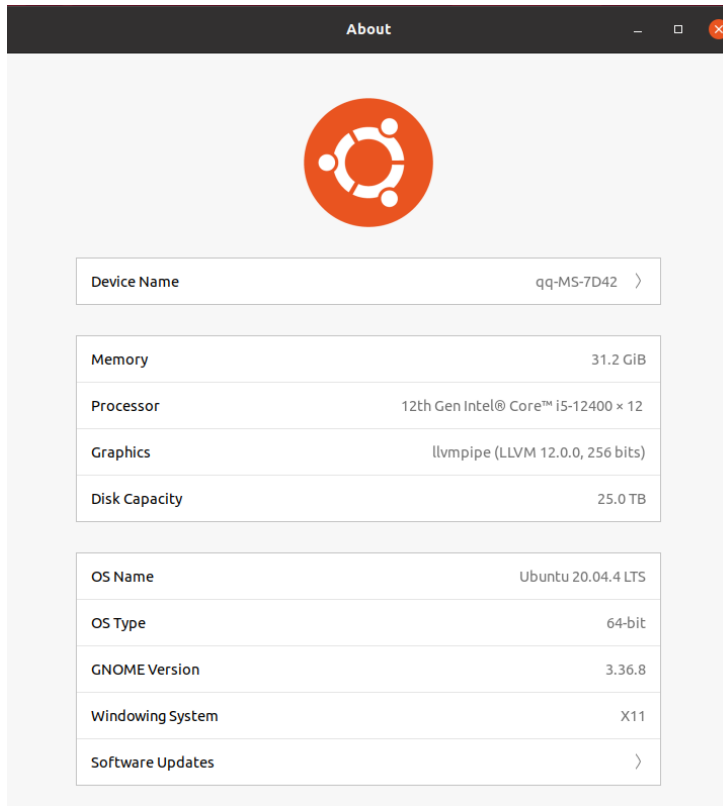 About
Device Name qq-MS-7D42
Memory 31.2 GiB
Processor 12th Gen Intel® Core™ i5-12400 × 12
Graphics llvmpipe (LLVM 12.0.0, 256 bits)
Disk Capacity 25.0 TB
OS Name Ubuntu 20.04.4 LTS
OS Type 64-bit
GNOME Version 3.36.8
Windowing System X11
Software Updates